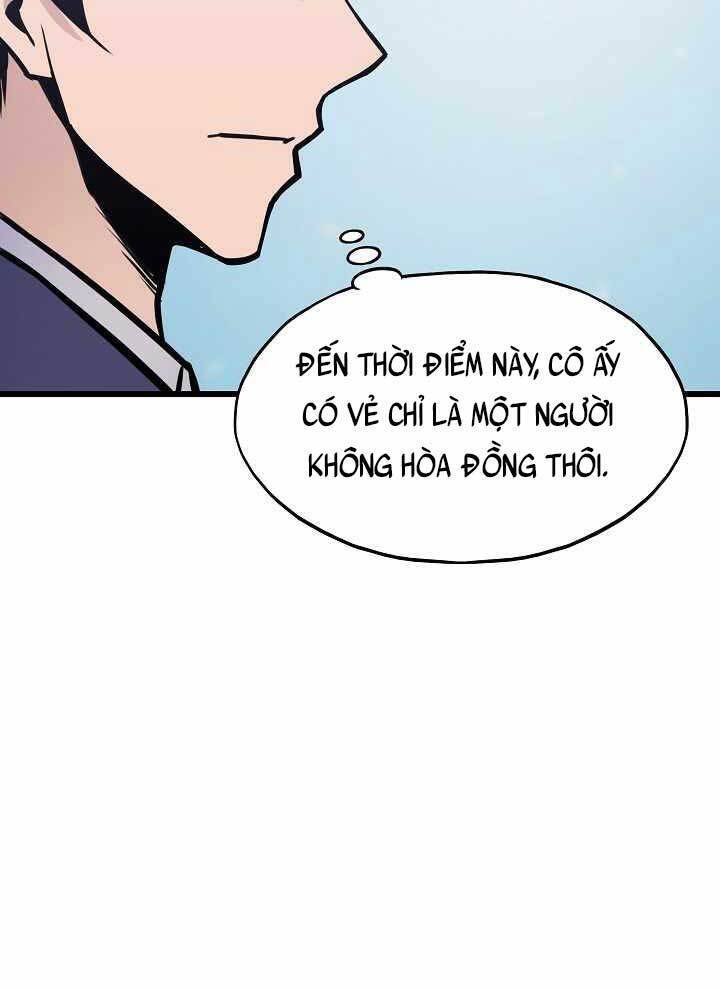 ĐẾN THỜI ĐIỂM NÀY, CÔ ẤY
CÓ VẺ CHỈ LÀ MỘT NGƯỜI
KHÔNG HÒA ĐỒNG THÔI.